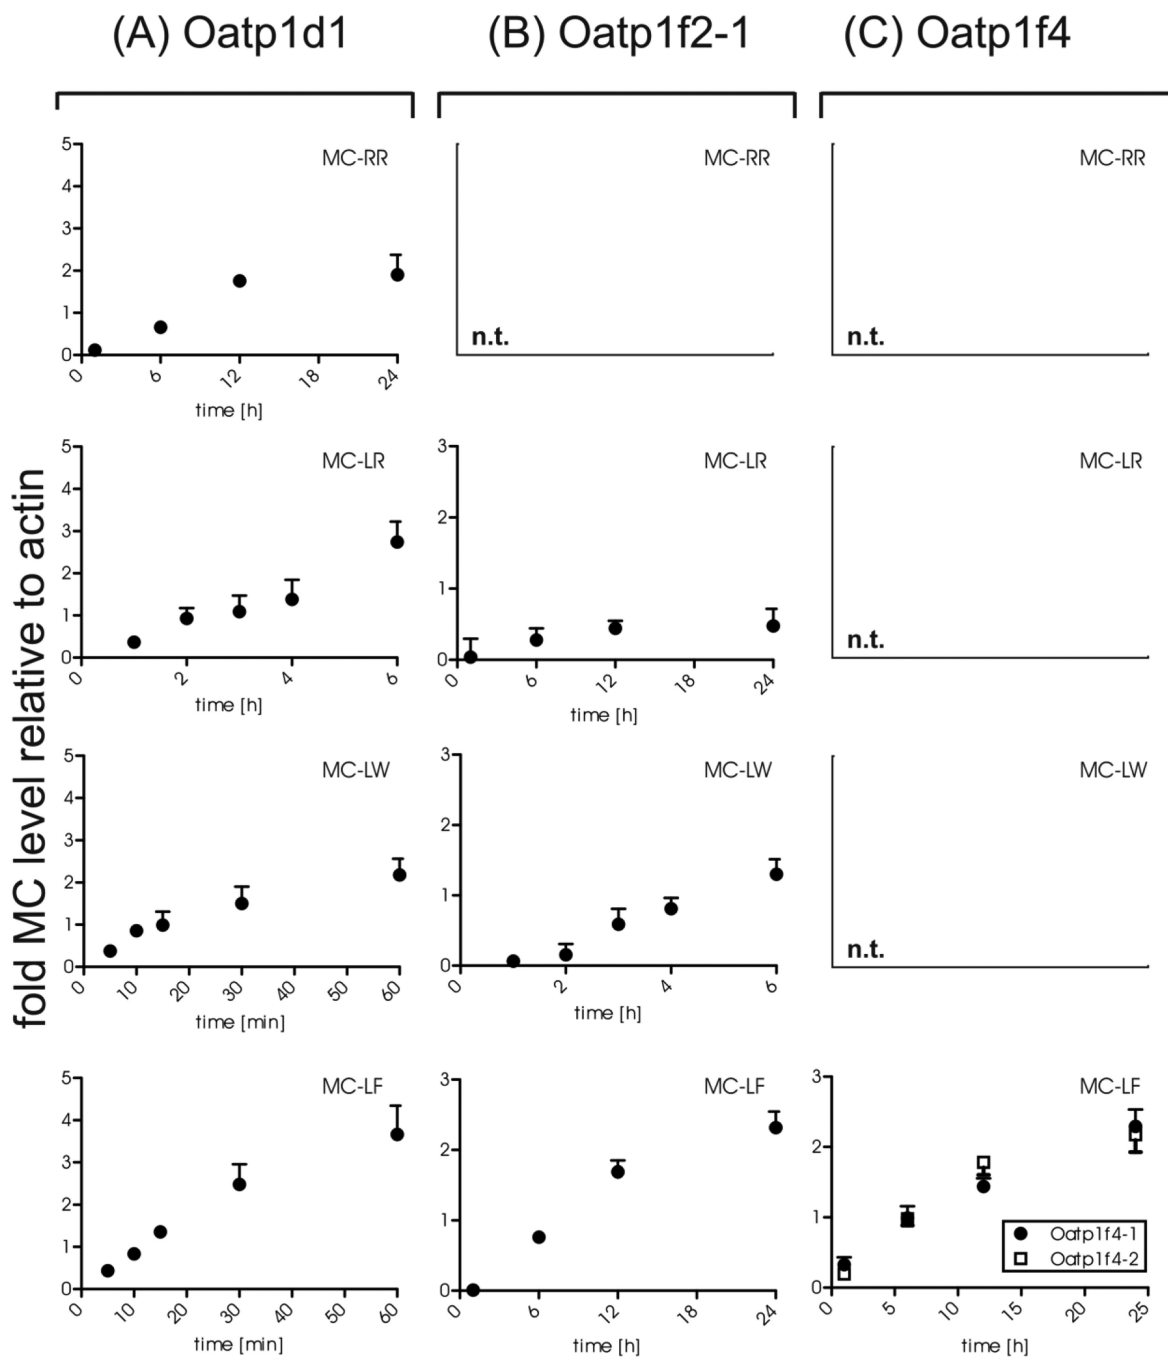 (A) Oatp1d1 (B) Oatp1f2-1 (C) Oatp1f4
fold MC level relative to actin
MC-RR
5
4
3
2
1
0
0 6 12 18 24
time [h]
MC-RR
n.t.
MC-RR
n.t.
MC-LR
5
4
3
2
1
0
0 2 4 6
time [h]
MC-LR
3
2
1
0
0 6 12 18 24
time [h]
MC-LR
n.t.
MC-LW
5
4
3
2
1
0
0 10 20 30 40 50 60
time [min]
MC-LW
3
2
1
0
0 2 4 6
time [h]
MC-LW
n.t.
MC-LF
5
4
3
2
1
0
0 10 20 30 40 50 60
time [min]
MC-LF
3
2
1
0
0 6 12 18 24
time [h]
MC-LF
3
2
1
0
Oatp1f4-1
Oatp1f4-2
0 5 10 15 20 25
time [h]